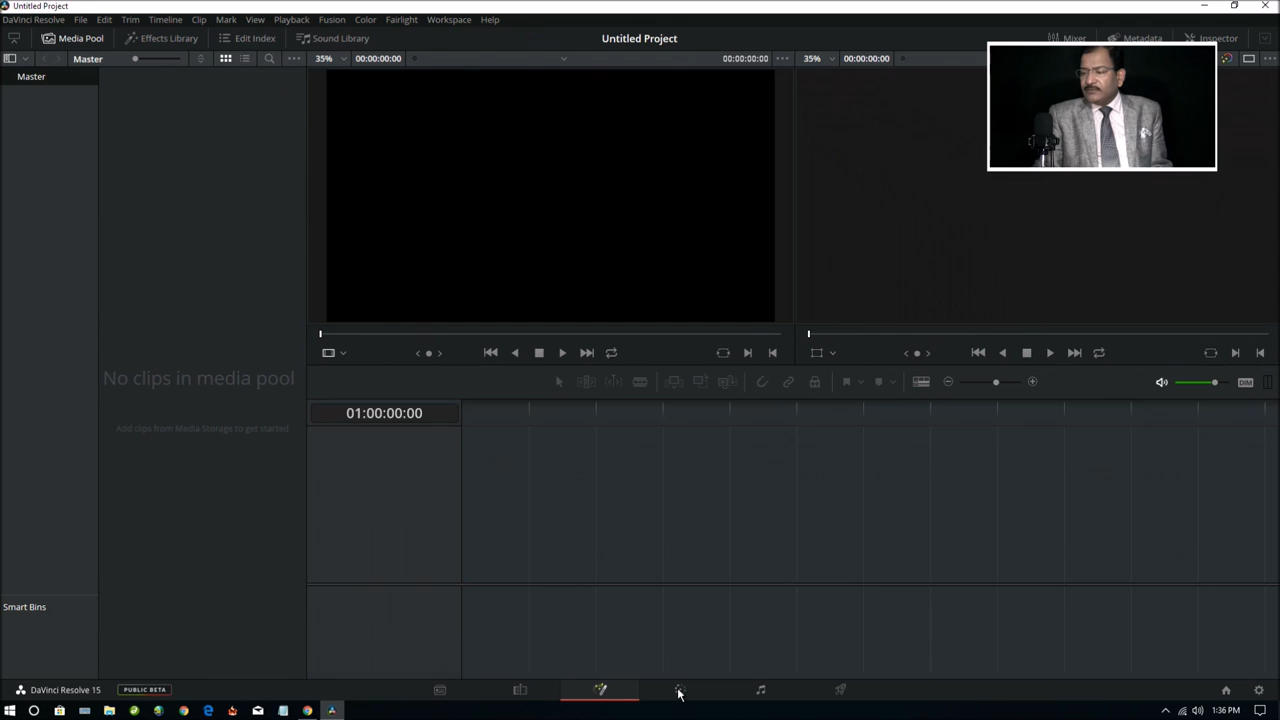 Untitled Project
DaVinci Resolve File Edit Trim Timeline Clip Mark View Playback Fusion Color Fairlight Workspace Help
Media Pool Effects Library Edit Index Sound Library Untitled Project Mixer Metadata Inspector
Master 35% 00:00:00:00 00:00:00:00 35% 00:00:00:00
Master
No clips in media pool
Add clips from Media Storage to get started
DIM
01:00:00:00
Smart Bins
DaVinci Resolve 15 PUBLIC BETA
1:36 PM